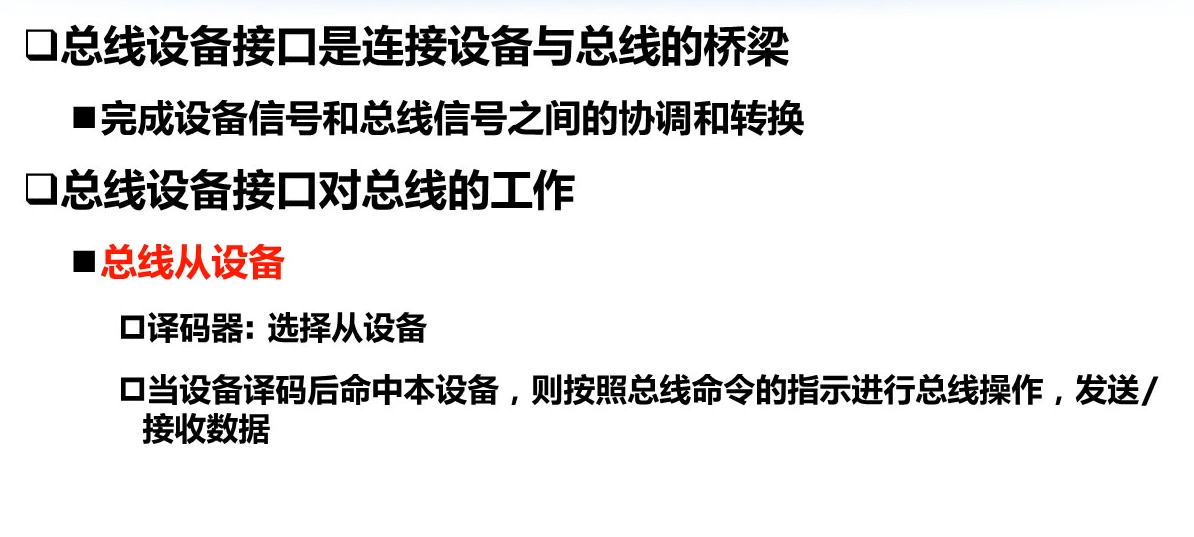 ❑总线设备接口是连接设备与总线的桥梁
■完成设备信号和总线信号之间的协调和转换
❑总线设备接口对总线的工作
■总线从设备
□译码器：选择从设备
□当设备译码后命中本设备，则按照总线命令的指示进行总线操作，发送/
接收数据